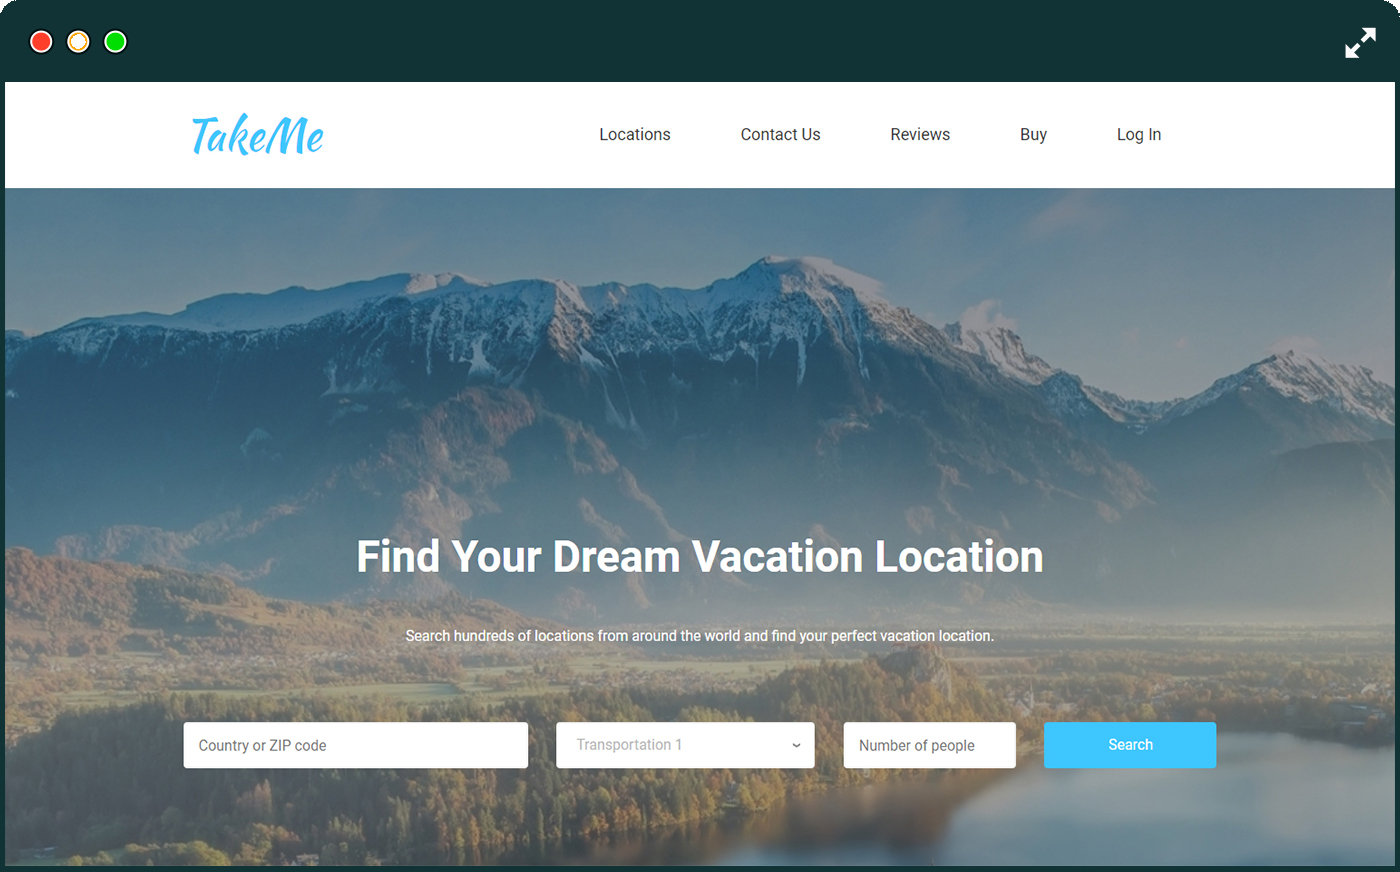 TakeMe
Locations
Contact Us
Reviews
Buy
Log In
Find Your Dream Vacation Location
Search hundreds of locations from around the world and find your perfect vacation location.
Country or ZIP code
Transportation 1
Number of people
Search